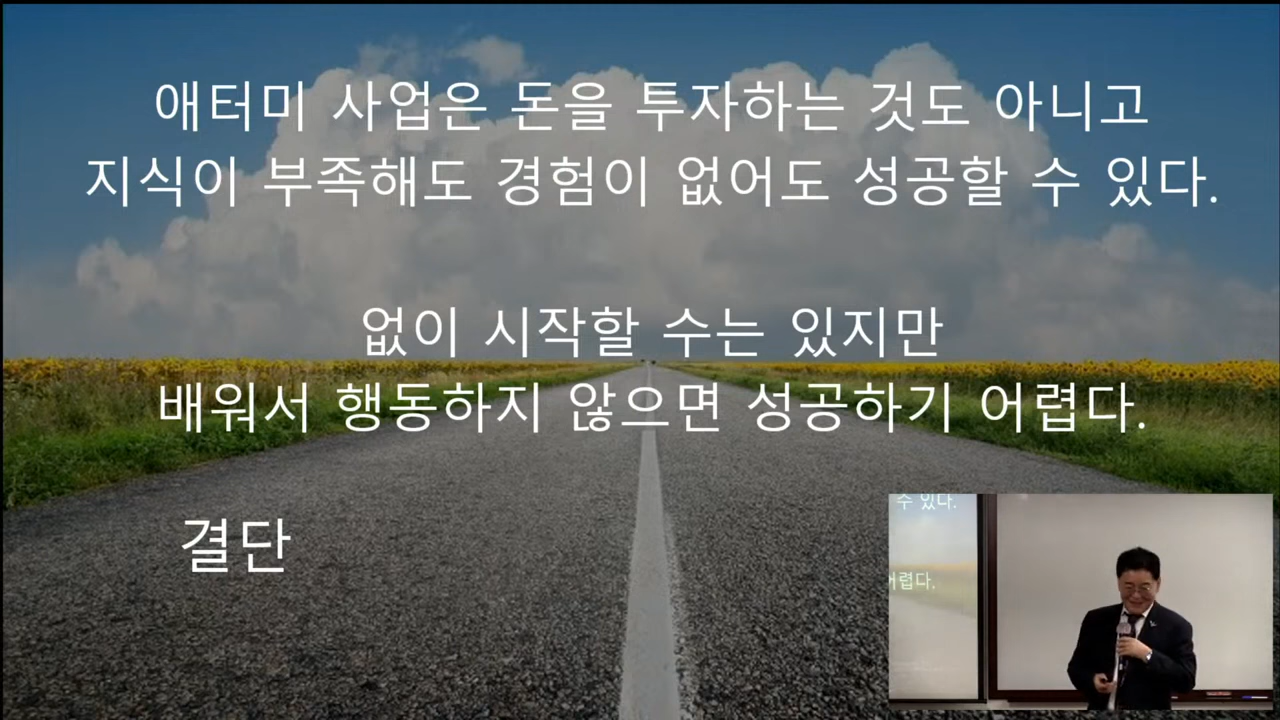 애터미 사업은 돈을 투자하는 것도 아니고
지식이 부족해도 경험이 없어도 성공할 수 있다.
없이 시작할 수는 있지만
배워서 행동하지 않으면 성공하기 어렵다.
결단
수 있다.
어렵다.